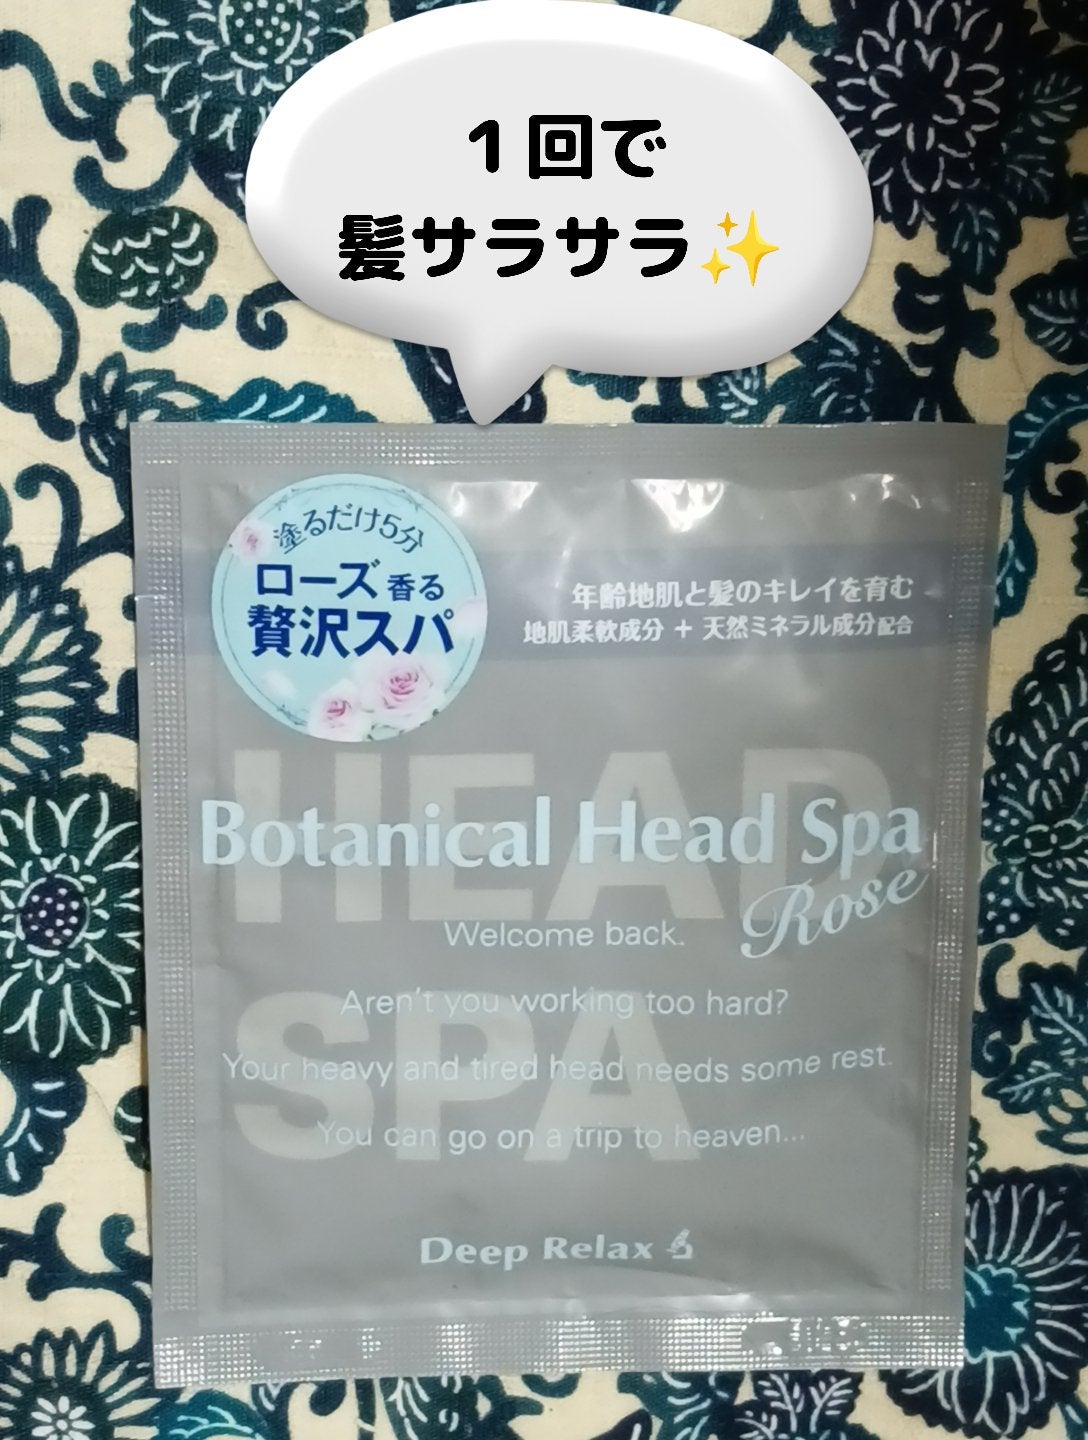 1回で
髪サラサラ✨
塗るだけ5分
ローズ香る
贅沢スパ
年齢地肌と髪のキレイを育む
地肌柔軟成分 + 天然ミネラル成分配合
HEAD
Botanical Head Spa
Rose
Welcome back.
Aren't you working too hard?
SPA
Your heavy and tired head needs some rest.
You can go on a trip to heaven...
Deep Relax